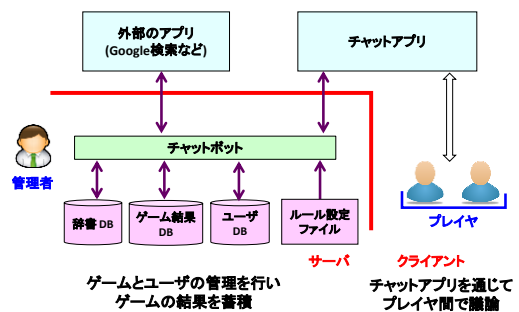 外部のアプリ
(Google検索など)
チャットアプリ
チャットボット
管理者
辞書 DB
ゲーム結果
DB
ユーザ
DB
ルール設定
ファイル
プレイヤ
サーバ
クライアント
ゲームとユーザの管理を行い
ゲームの結果を蓄積
チャットアプリを通じて
プレイヤ間で議論